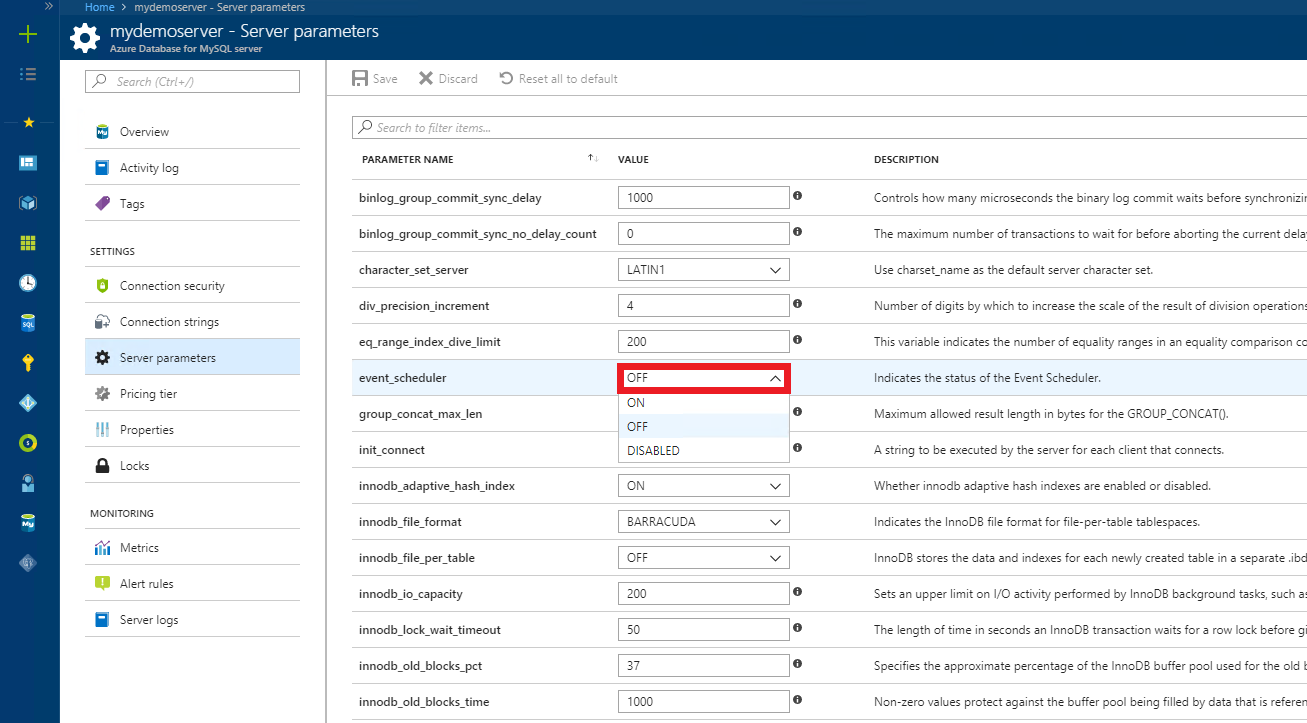 Home > mydemoserver - Server parameters
mydemoserver - Server parameters
Azure Database for MySQL server
Search (Ctrl+/)
Overview
Activity log
Tags
SETTINGS
Connection security
Connection strings
Server parameters
Pricing tier
Properties
Locks
MONITORING
Metrics
Alert rules
Server logs
Save Discard Reset all to default
Search to filter items...
PARAMETER NAME VALUE DESCRIPTION
binlog_group_commit_sync_delay 1000 Controls how many microseconds the binary log commit waits before synchronizin
binlog_group_commit_sync_no_delay_count 0 The maximum number of transactions to wait for before aborting the current delay
character_set_server LATIN1 Use charset_name as the default server character set.
div_precision_increment 4 Number of digits by which to increase the scale of the result of division operations
eq_range_index_dive_limit 200 This variable indicates the number of equality ranges in an equality comparison co
event_scheduler OFF Indicates the status of the Event Scheduler.
ON
group_concat_max_len OFF Maximum allowed result length in bytes for the GROUP_CONCAT().
init_connect DISABLED A string to be executed by the server for each client that connects.
innodb_adaptive_hash_index ON Whether innodb adaptive hash indexes are enabled or disabled.
innodb_file_format BARRACUDA Indicates the InnoDB file format for file-per-table tablespaces.
innodb_file_per_table OFF InnoDB stores the data and indexes for each newly created table in a separate .ibd
innodb_io_capacity 200 Sets an upper limit on I/O activity performed by InnoDB background tasks, such as
innodb_lock_wait_timeout 50 The length of time in seconds an InnoDB transaction waits for a row lock before gi
innodb_old_blocks_pct 37 Specifies the approximate percentage of the InnoDB buffer pool used for the old b
innodb_old_blocks_time 1000 Non-zero values protect against the buffer pool being filled by data that is referen